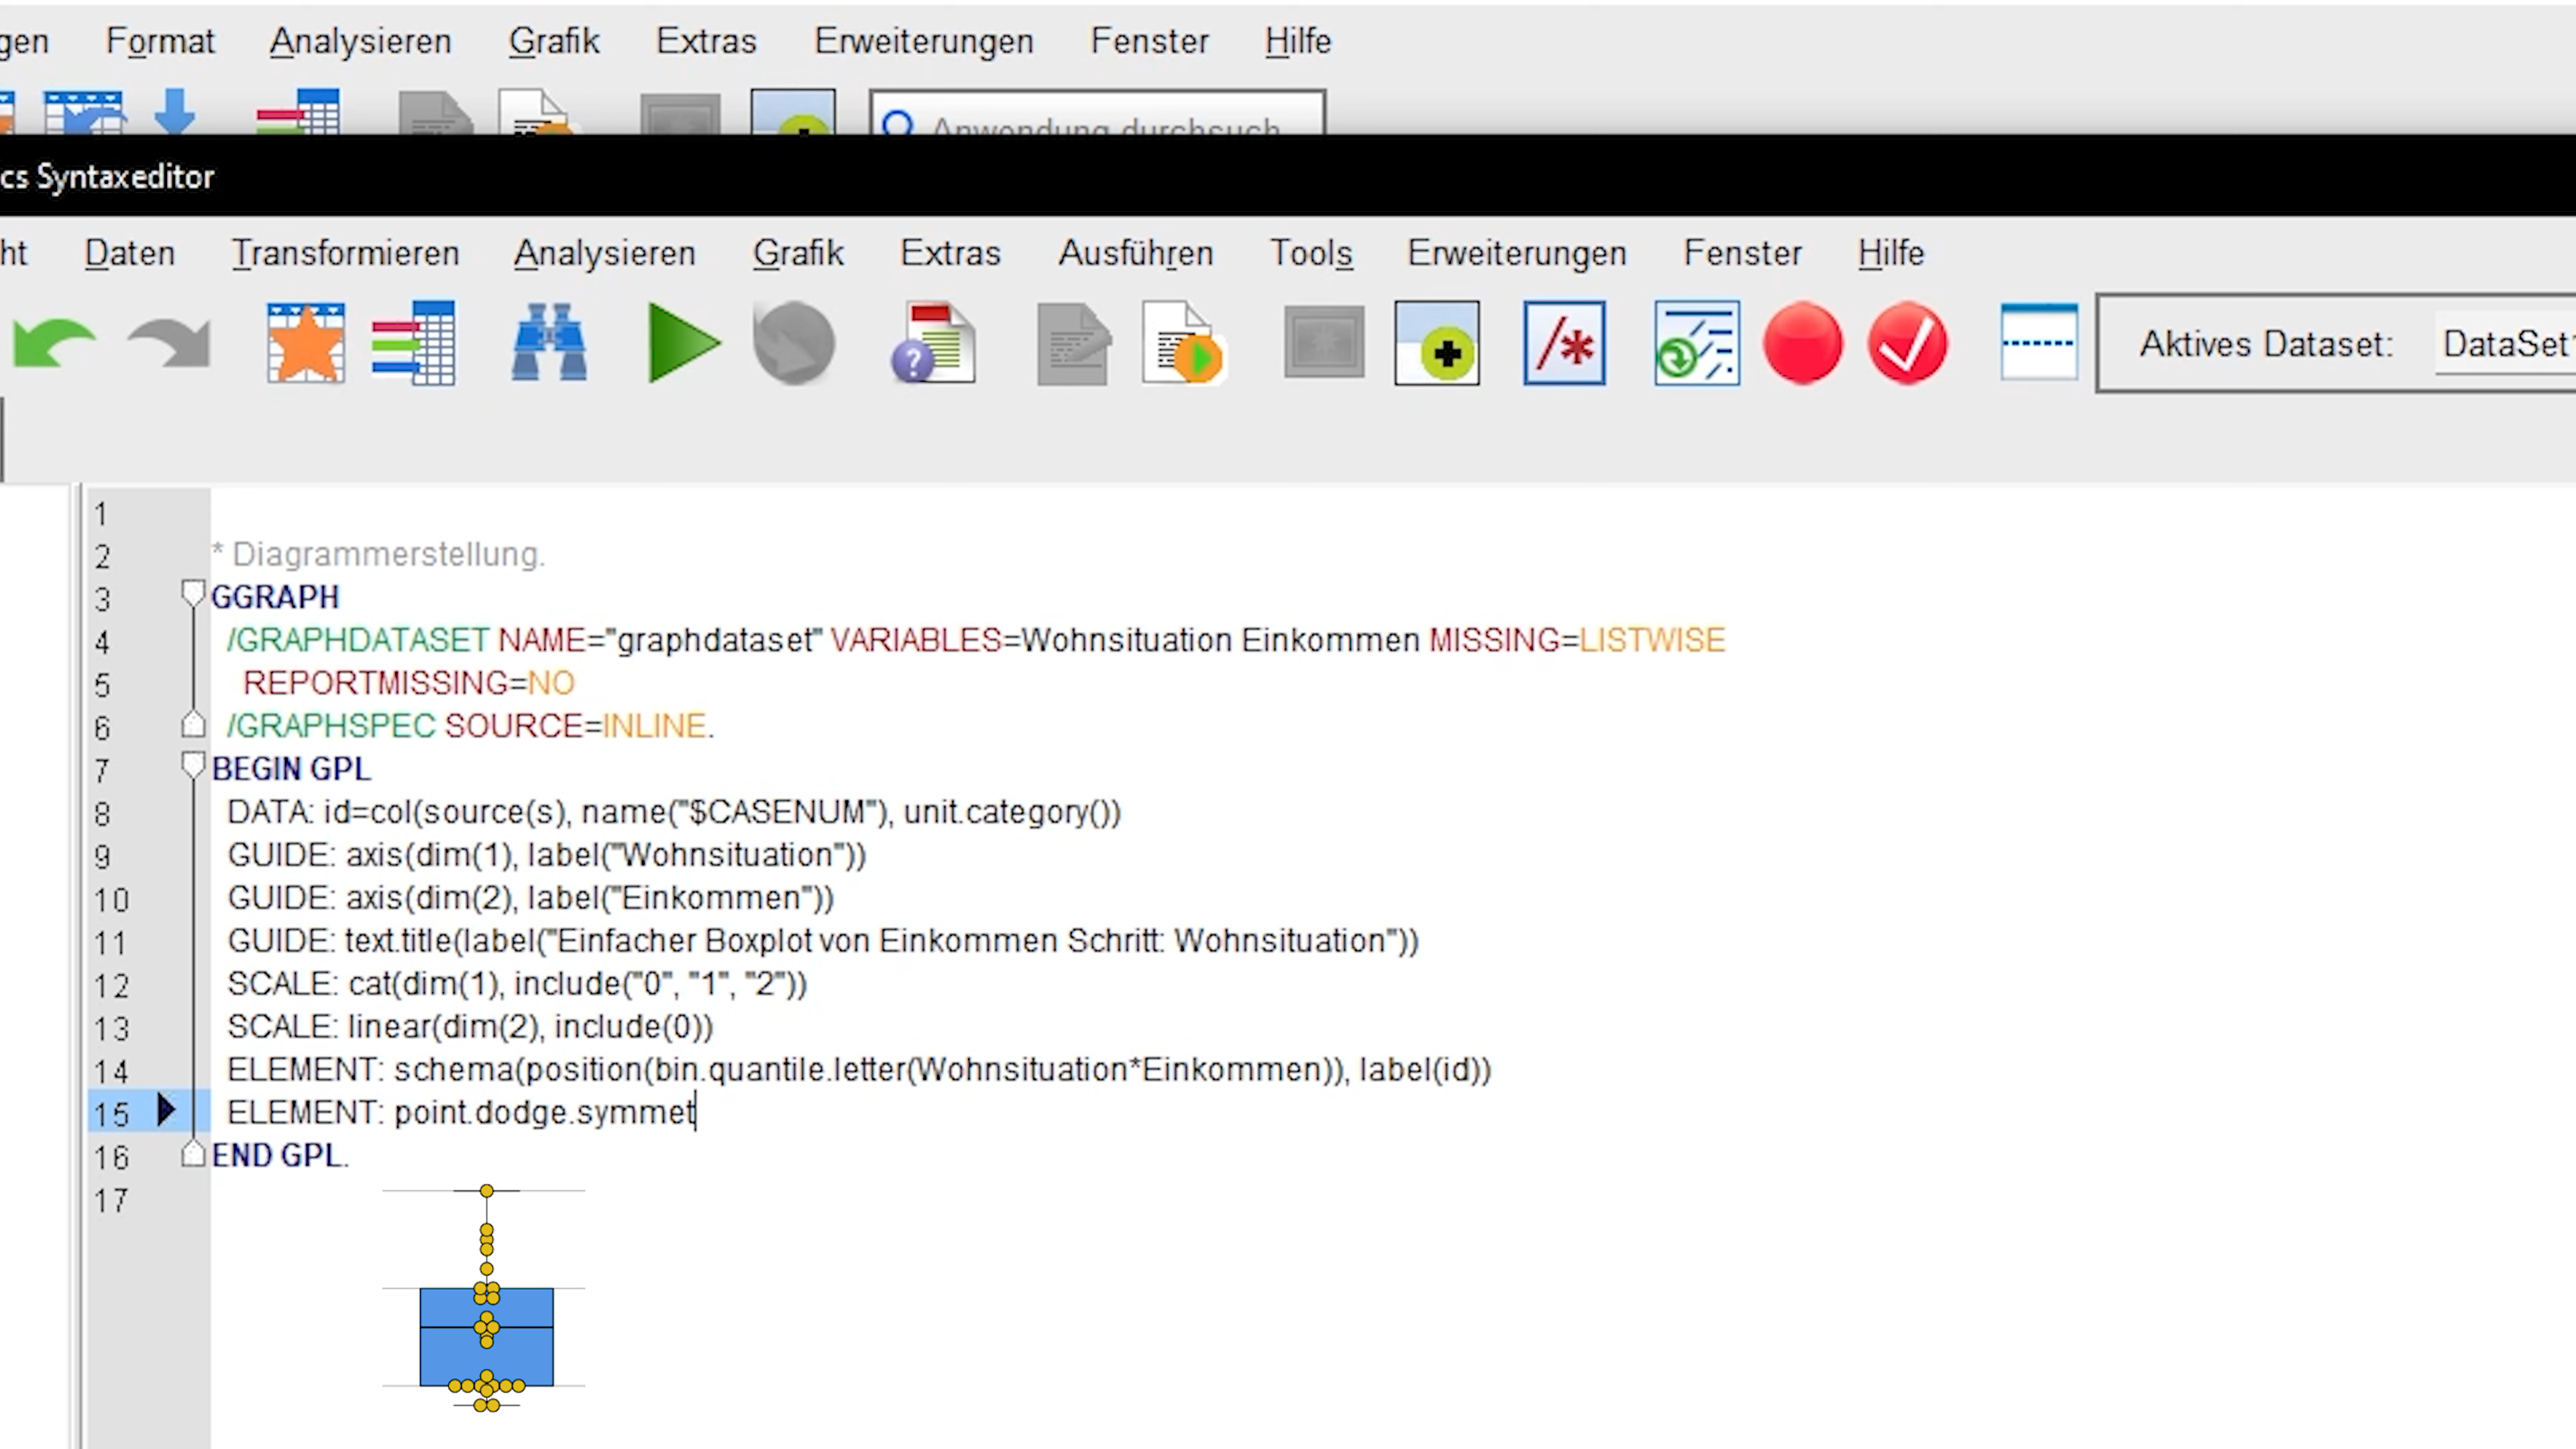 gen Format Analysieren Grafik Extras Erweiterungen Fenster Hilfe
Anwendung durchsuch
cs Syntaxeditor
ht Daten Transformieren Analysieren Grafik Extras Ausführen Tools Erweiterungen Fenster Hilfe
Aktives Dataset: DataSet1
1
2 * Diagrammerstellung.
3 GGRAPH
4 /GRAPHDATASET NAME="graphdataset" VARIABLES=Wohnsituation Einkommen MISSING=LISTWISE
5 REPORTMISSING=NO
6 /GRAPHSPEC SOURCE=INLINE.
7 BEGIN GPL
8 DATA: id=col(source(s), name("$CASENUM"), unit.category())
9 GUIDE: axis(dim(1), label("Wohnsituation"))
10 GUIDE: axis(dim(2), label("Einkommen"))
11 GUIDE: text.title(label("Einfacher Boxplot von Einkommen Schritt: Wohnsituation"))
12 SCALE: cat(dim(1), include("0", "1", "2"))
13 SCALE: linear(dim(2), include(0))
14 ELEMENT: schema(position(bin.quantile.letter(Wohnsituation*Einkommen)), label(id))
15 ELEMENT: point.dodge.symmet
16 END GPL.
17